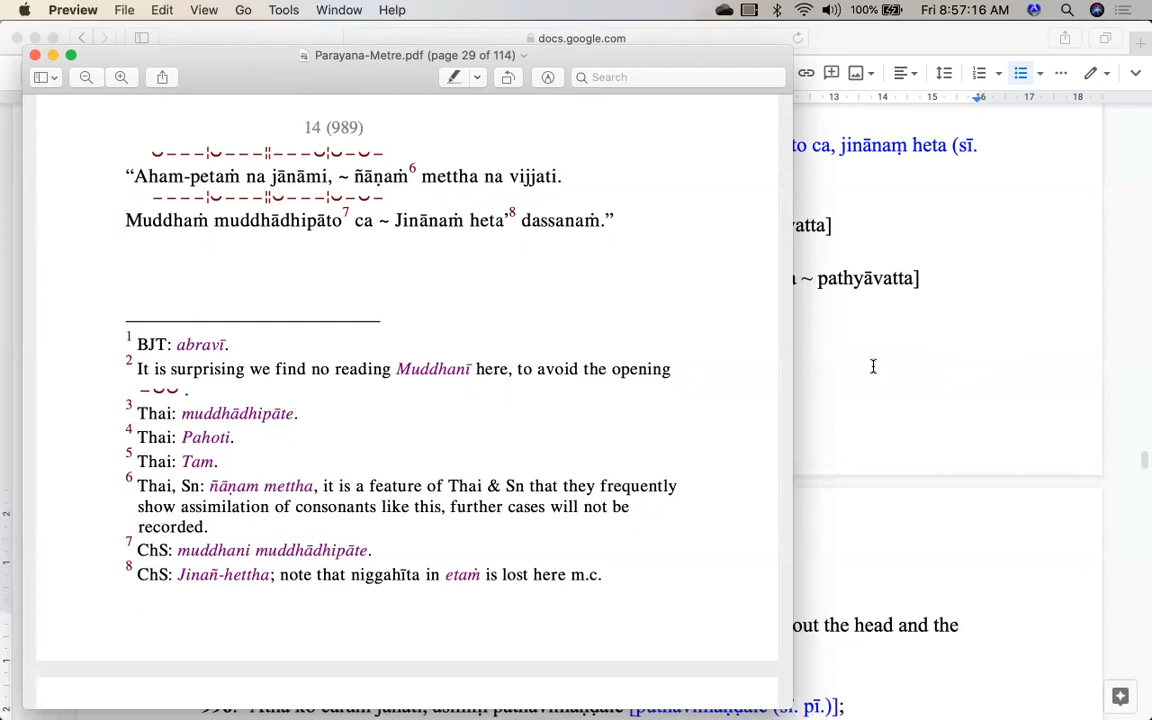 Preview File Edit View Go Tools Window Help 100% Fri 8:57:16 AM
docs.google.com
Parayana-Metre.pdf (page 29 of 114)
Search
13 14 15 16 17 18
14 (989)
⏑−−−¦⏑−−−¦¦−−−⏑¦⏑−⏑−
“Aham-petaṁ na jānāmi, ~ ñāṇaṁ6 mettha na vijjati.
−−−−¦⏑−−−¦¦⏑−−−¦⏑−⏑−
Muddhaṁ muddhādhipāto7 ca ~ Jinānaṁ heta’8 dassanaṁ.”
1 BJT: abravī.
2 It is surprising we find no reading Muddhanī here, to avoid the opening
−⏑⏑ .
3 Thai: muddhādhipāte.
4 Thai: Pahoti.
5 Thai: Tam.
6 Thai, Sn: ñāṇam mettha, it is a feature of Thai & Sn that they frequently
show assimilation of consonants like this, further cases will not be
recorded.
7 ChS: muddhani muddhādhipāte.
8 ChS: Jinañ-hettha; note that niggahīta in etaṁ is lost here m.c.
to ca, jinānaṃ heta (sī.
vatta]
a ~ pathyāvatta]
out the head and the
[puthavimaṇḍale (sī. pī.)];